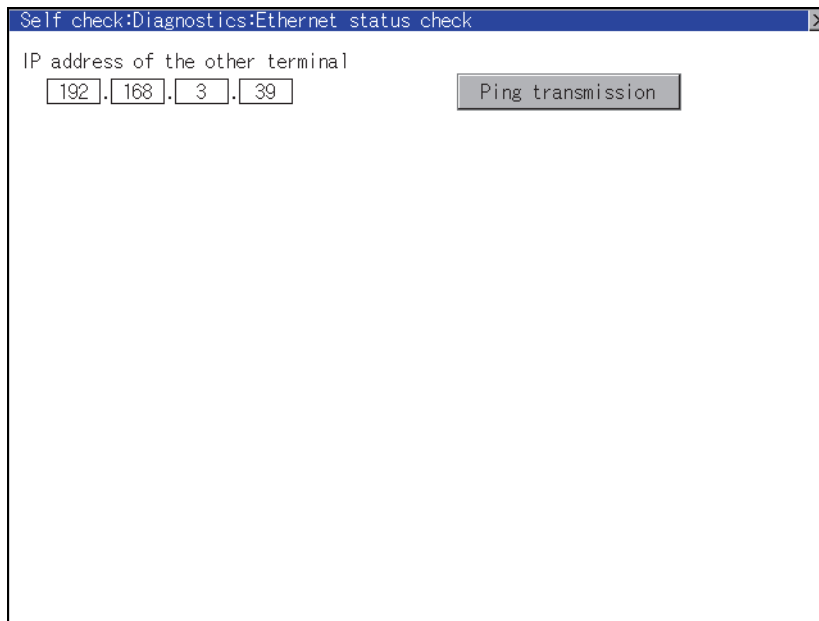 Self check:Diagnostics:Ethernet status check
IP address of the other terminal
192.168.3.39 Ping transmission